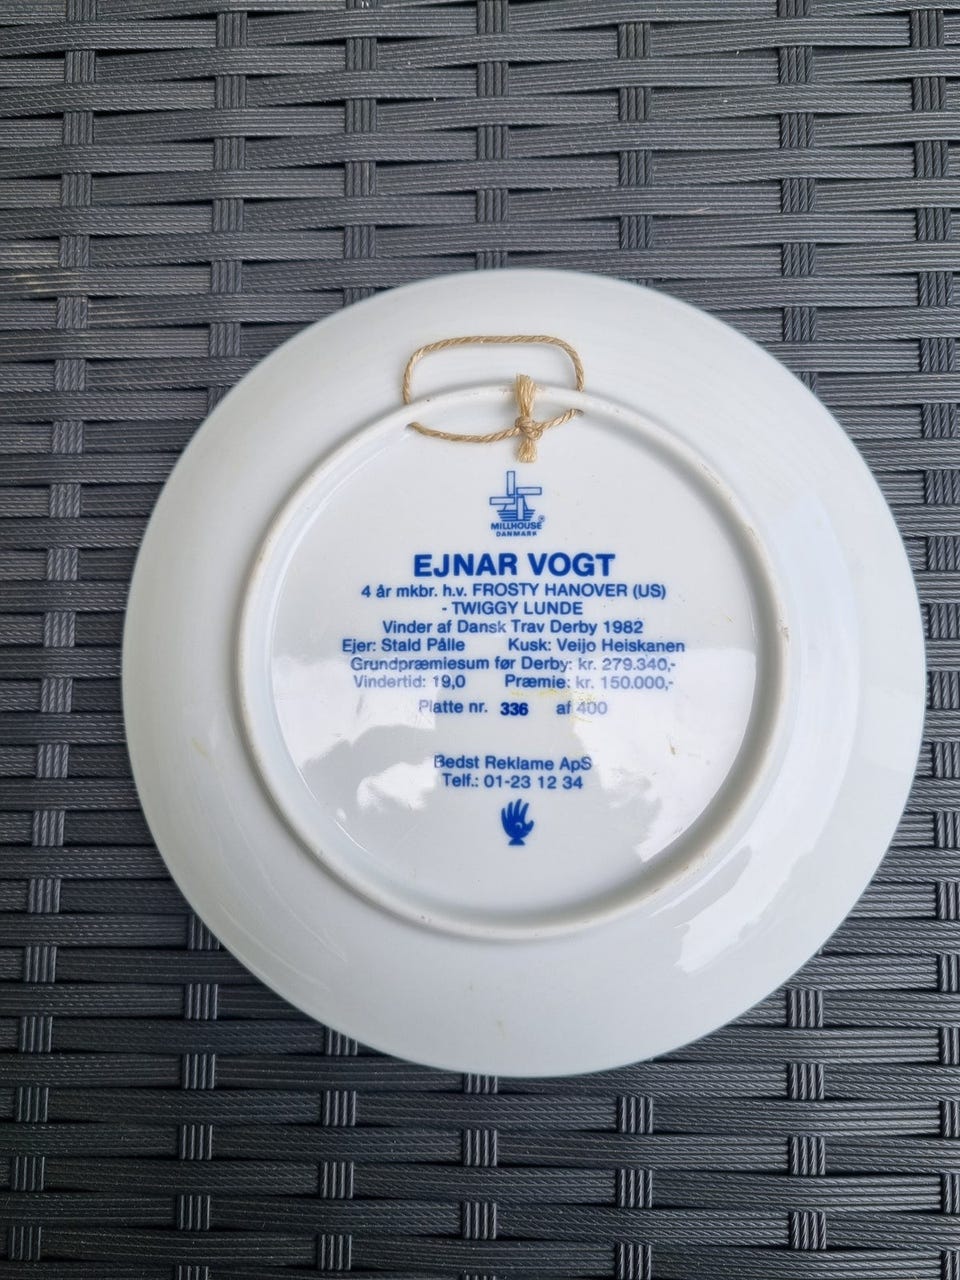 MILLHOUSE ®
DANMARK
EJNAR VOGT
4 år mkbr. h.v. FROSTY HANOVER (US)
- TWIGGY LUNDE
Vinder af Dansk Trav Derby 1982
Ejer: Stald Pålle Kusk: Veijo Heiskanen
Grundpræmiesum før Derby: kr. 279.340,-
Vindertid: 19,0 Præmie: kr. 150.000,-
Platte nr. 336 af 400
Bedst Reklame ApS
Telf.: 01-23 12 34